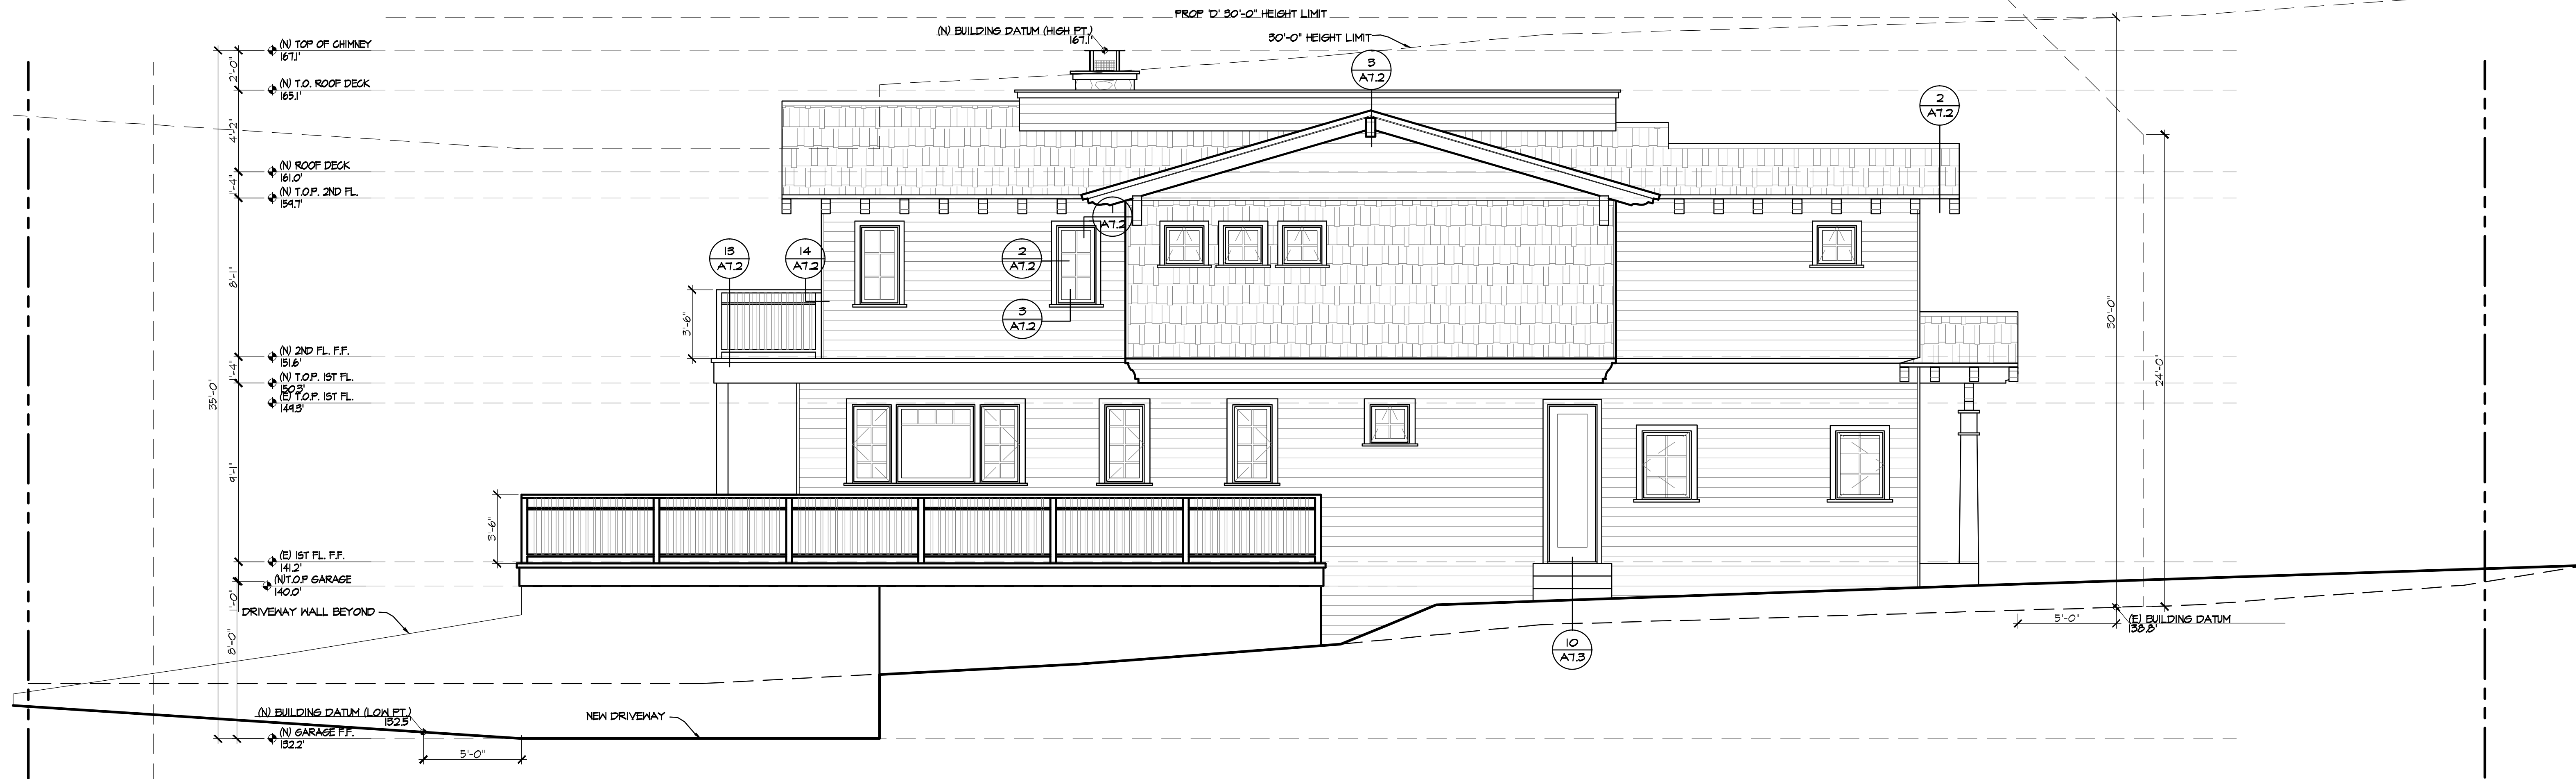 PROP 'D' 30'-0" HEIGHT LIMIT
(N) BUILDING DATUM (HIGH PT.)
167.1'
30'-0" HEIGHT LIMIT
(N) TOP OF CHIMNEY
167.1'
2'-0"
(N) T.O. ROOF DECK
165.1'
4'-2"
(N) ROOF DECK
161.0'
1'-4"
(N) T.O.P. 2ND FL.
159.7'
8'-1"
(N) 2ND FL. F.F.
151.6'
1'-4"
(N) T.O.P. 1ST FL.
150.3'
(E) T.O.P. 1ST FL.
149.3'
35'-0"
9'-1"
(E) 1ST FL. F.F.
141.2'
(N)T.O.P GARAGE
140.0'
1'-0"
DRIVEWAY WALL BEYOND
8'-0"
(N) BUILDING DATUM (LOW PT.)
132.5'
(N) GARAGE F.F.
132.2'
5'-0"
NEW DRIVEWAY
3
A7.2
2
A7.2
1
A7.2
13
A7.2
14
A7.2
2
A7.2
3
A7.2
3'-6"
3'-6"
10
A7.3
30'-0"
24'-0"
5'-0"
(E) BUILDING DATUM
138.8'